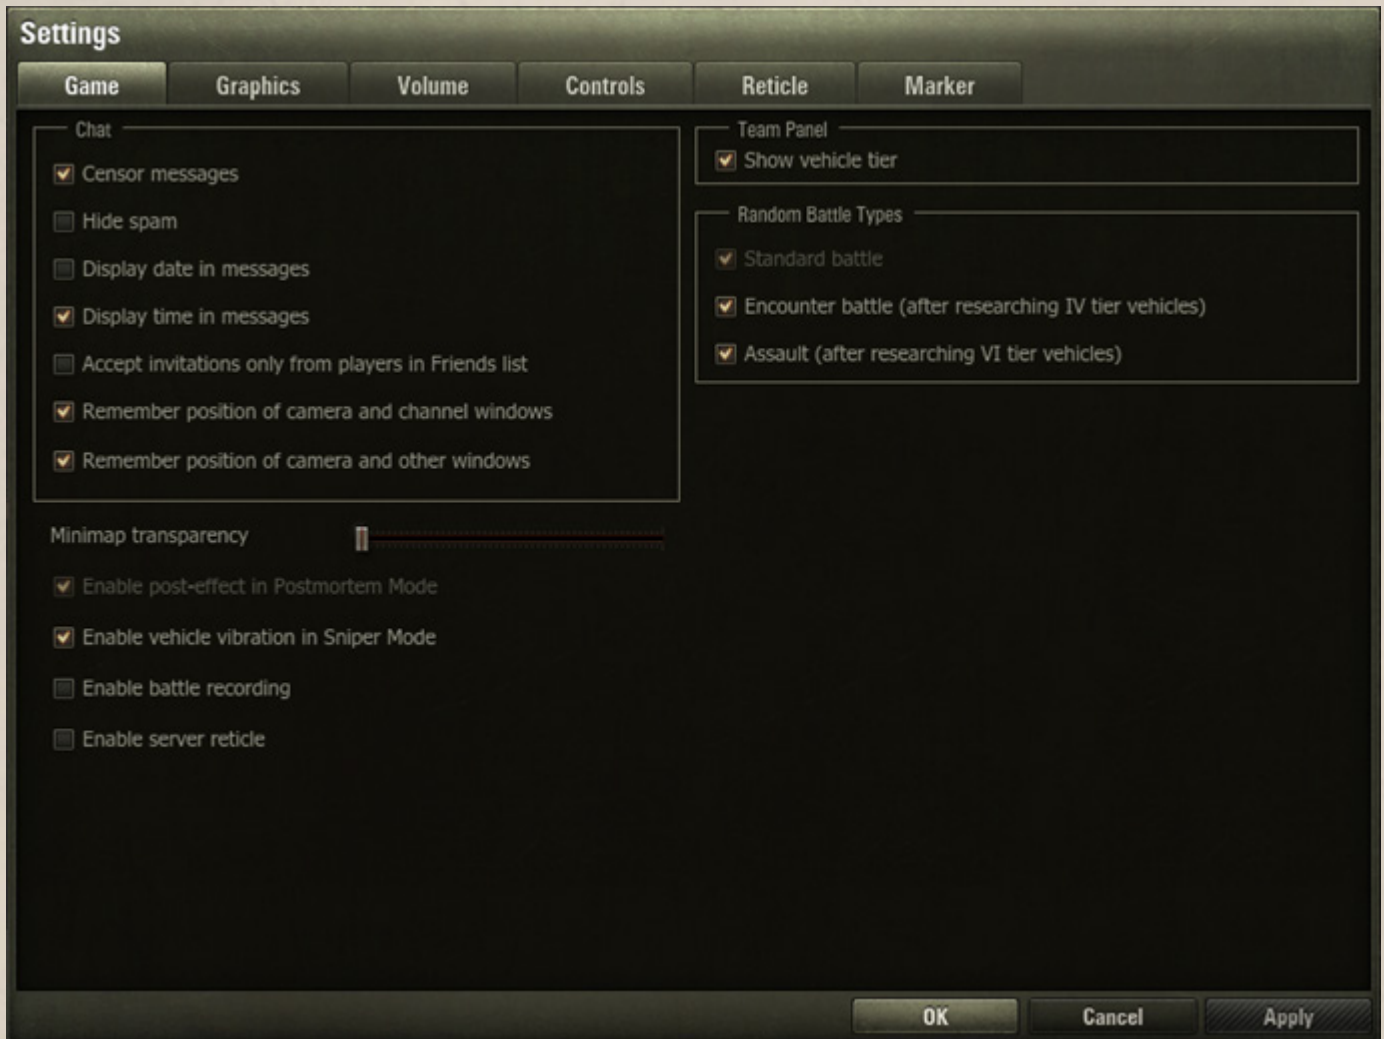 Settings
Game
Graphics
Volume
Controls
Reticle
Marker
Chat
Censor messages
Hide spam
Display date in messages
Display time in messages
Accept invitations only from players in Friends list
Remember position of camera and channel windows
Remember position of camera and other windows
Minimap transparency
Enable post-effect in Postmortem Mode
Enable vehicle vibration in Sniper Mode
Enable battle recording
Enable server reticle
Team Panel
Show vehicle tier
Random Battle Types
Standard battle
Encounter battle (after researching IV tier vehicles)
Assault (after researching VI tier vehicles)
OK
Cancel
Apply